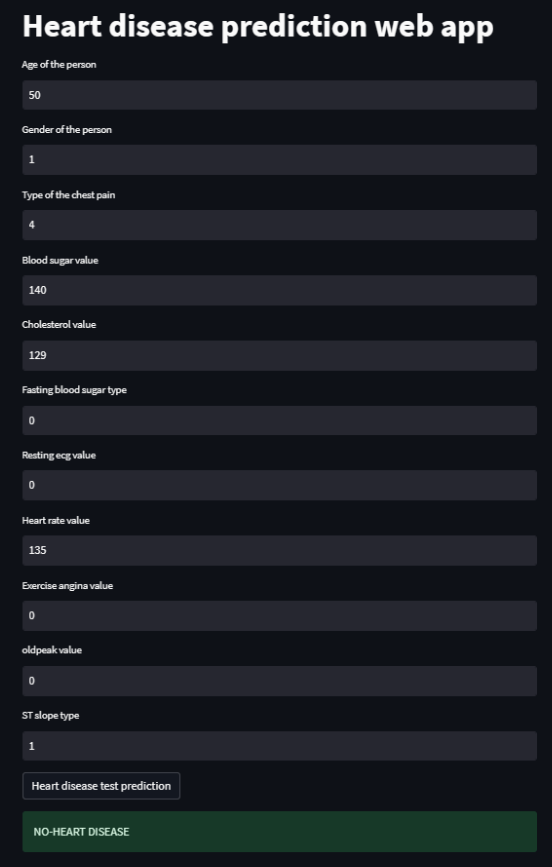 Heart disease prediction web app
Age of the person
50
Gender of the person
1
Type of the chest pain
4
Blood sugar value
140
Cholesterol value
129
Fasting blood sugar type
0
Resting ecg value
0
Heart rate value
135
Exercise angina value
0
oldpeak value
0
ST slope type
1
Heart disease test prediction
NO-HEART DISEASE